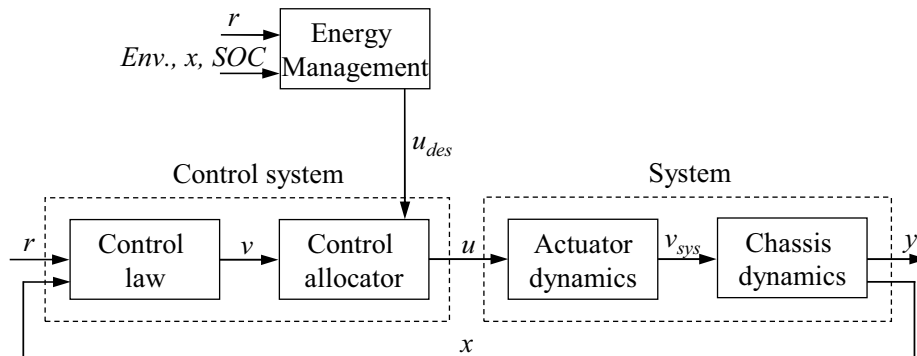 r
Energy
Env., x, SOC
Management
u_des
Control system
System
r
Control
law
v
Control
allocator
u
Actuator
dynamics
v_sys
Chassis
dynamics
y
x